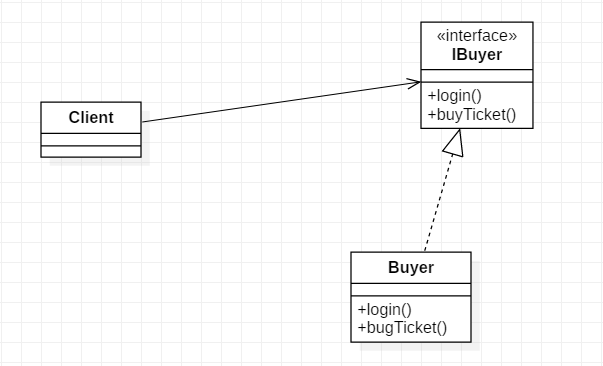 «interface»
IBuyer
+login()
+buyTicket()
Client
Buyer
+login()
+bugTicket()